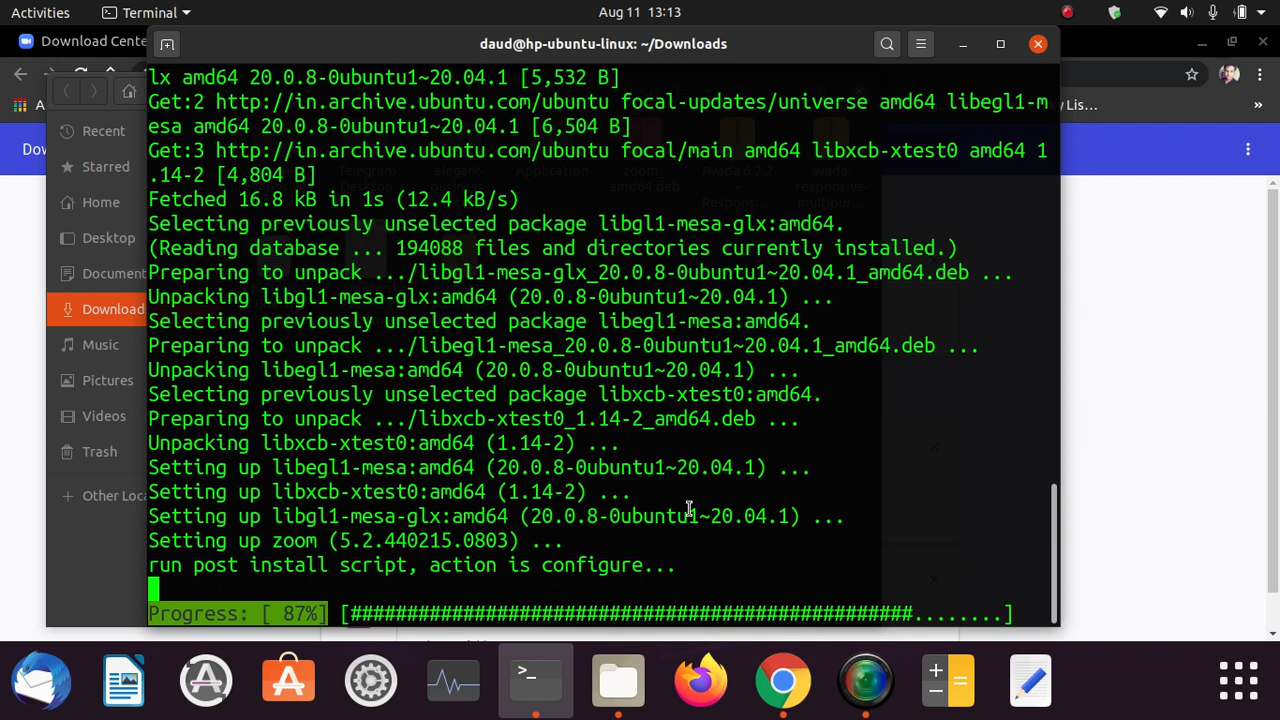 Activities
Terminal
Aug 11 13:13
Download Cente
daud@hp-ubuntu-linux: ~/Downloads
Recent
Starred
Home
Desktop
Document
Download
Music
Pictures
Videos
Trash
Other Loca
lx amd64 20.0.8-0ubuntu1~20.04.1 [5,532 B]
Get:2 http://in.archive.ubuntu.com/ubuntu focal-updates/universe amd64 libegl1-m
esa amd64 20.0.8-0ubuntu1~20.04.1 [6,504 B]
Get:3 http://in.archive.ubuntu.com/ubuntu focal/main amd64 libxcb-xtest0 amd64 1
.14-2 [4,804 B]
Fetched 16.8 kB in 1s (12.4 kB/s)
Selecting previously unselected package libgl1-mesa-glx:amd64.
(Reading database ... 194088 files and directories currently installed.)
Preparing to unpack .../libgl1-mesa-glx_20.0.8-0ubuntu1~20.04.1_amd64.deb ...
Unpacking libgl1-mesa-glx:amd64 (20.0.8-0ubuntu1~20.04.1) ...
Selecting previously unselected package libegl1-mesa:amd64.
Preparing to unpack .../libegl1-mesa_20.0.8-0ubuntu1~20.04.1_amd64.deb ...
Unpacking libegl1-mesa:amd64 (20.0.8-0ubuntu1~20.04.1) ...
Selecting previously unselected package libxcb-xtest0:amd64.
Preparing to unpack .../libxcb-xtest0_1.14-2_amd64.deb ...
Unpacking libxcb-xtest0:amd64 (1.14-2) ...
Setting up libegl1-mesa:amd64 (20.0.8-0ubuntu1~20.04.1) ...
Setting up libxcb-xtest0:amd64 (1.14-2) ...
Setting up libgl1-mesa-glx:amd64 (20.0.8-0ubuntu1~20.04.1) ...
Setting up zoom (5.2.440215.0803) ...
run post install script, action is configure...
Progress: [ 87%] [##################################################........]